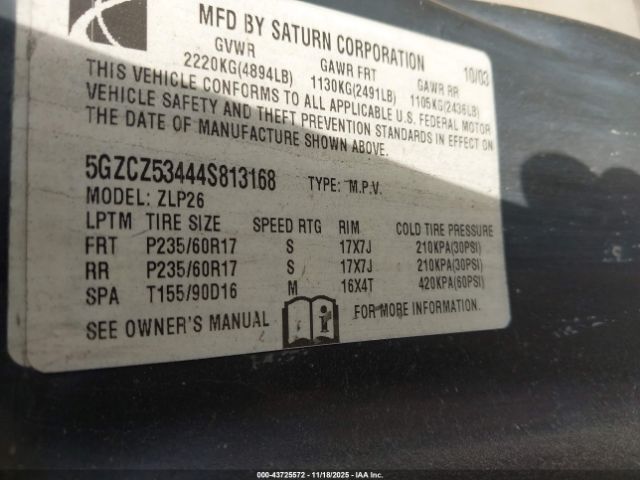 MFD BY SATURN CORPORATION 10/03
GVWR GAWR FRT GAWR RR
2220KG(4894LB) 1130KG(2491LB) 1105KG(2436LB)
THIS VEHICLE CONFORMS TO ALL APPLICABLE U.S. FEDERAL MOTOR
VEHICLE SAFETY AND THEFT PREVENTION STANDARDS IN EFFECT ON
THE DATE OF MANUFACTURE SHOWN ABOVE.
5GZCZ53444S813168 TYPE: M.P.V.
MODEL: ZLP26
LPTM TIRE SIZE SPEED RTG RIM COLD TIRE PRESSURE
FRT P235/60R17 S 17X7J 210KPA(30PSI)
RR P235/60R17 S 17X7J 210KPA(30PSI)
SPA T155/90D16 M 16X4T 420KPA(60PSI)
SEE OWNER'S MANUAL i FOR MORE INFORMATION.
000-43725572 - 11/18/2025 - IAA, Inc.